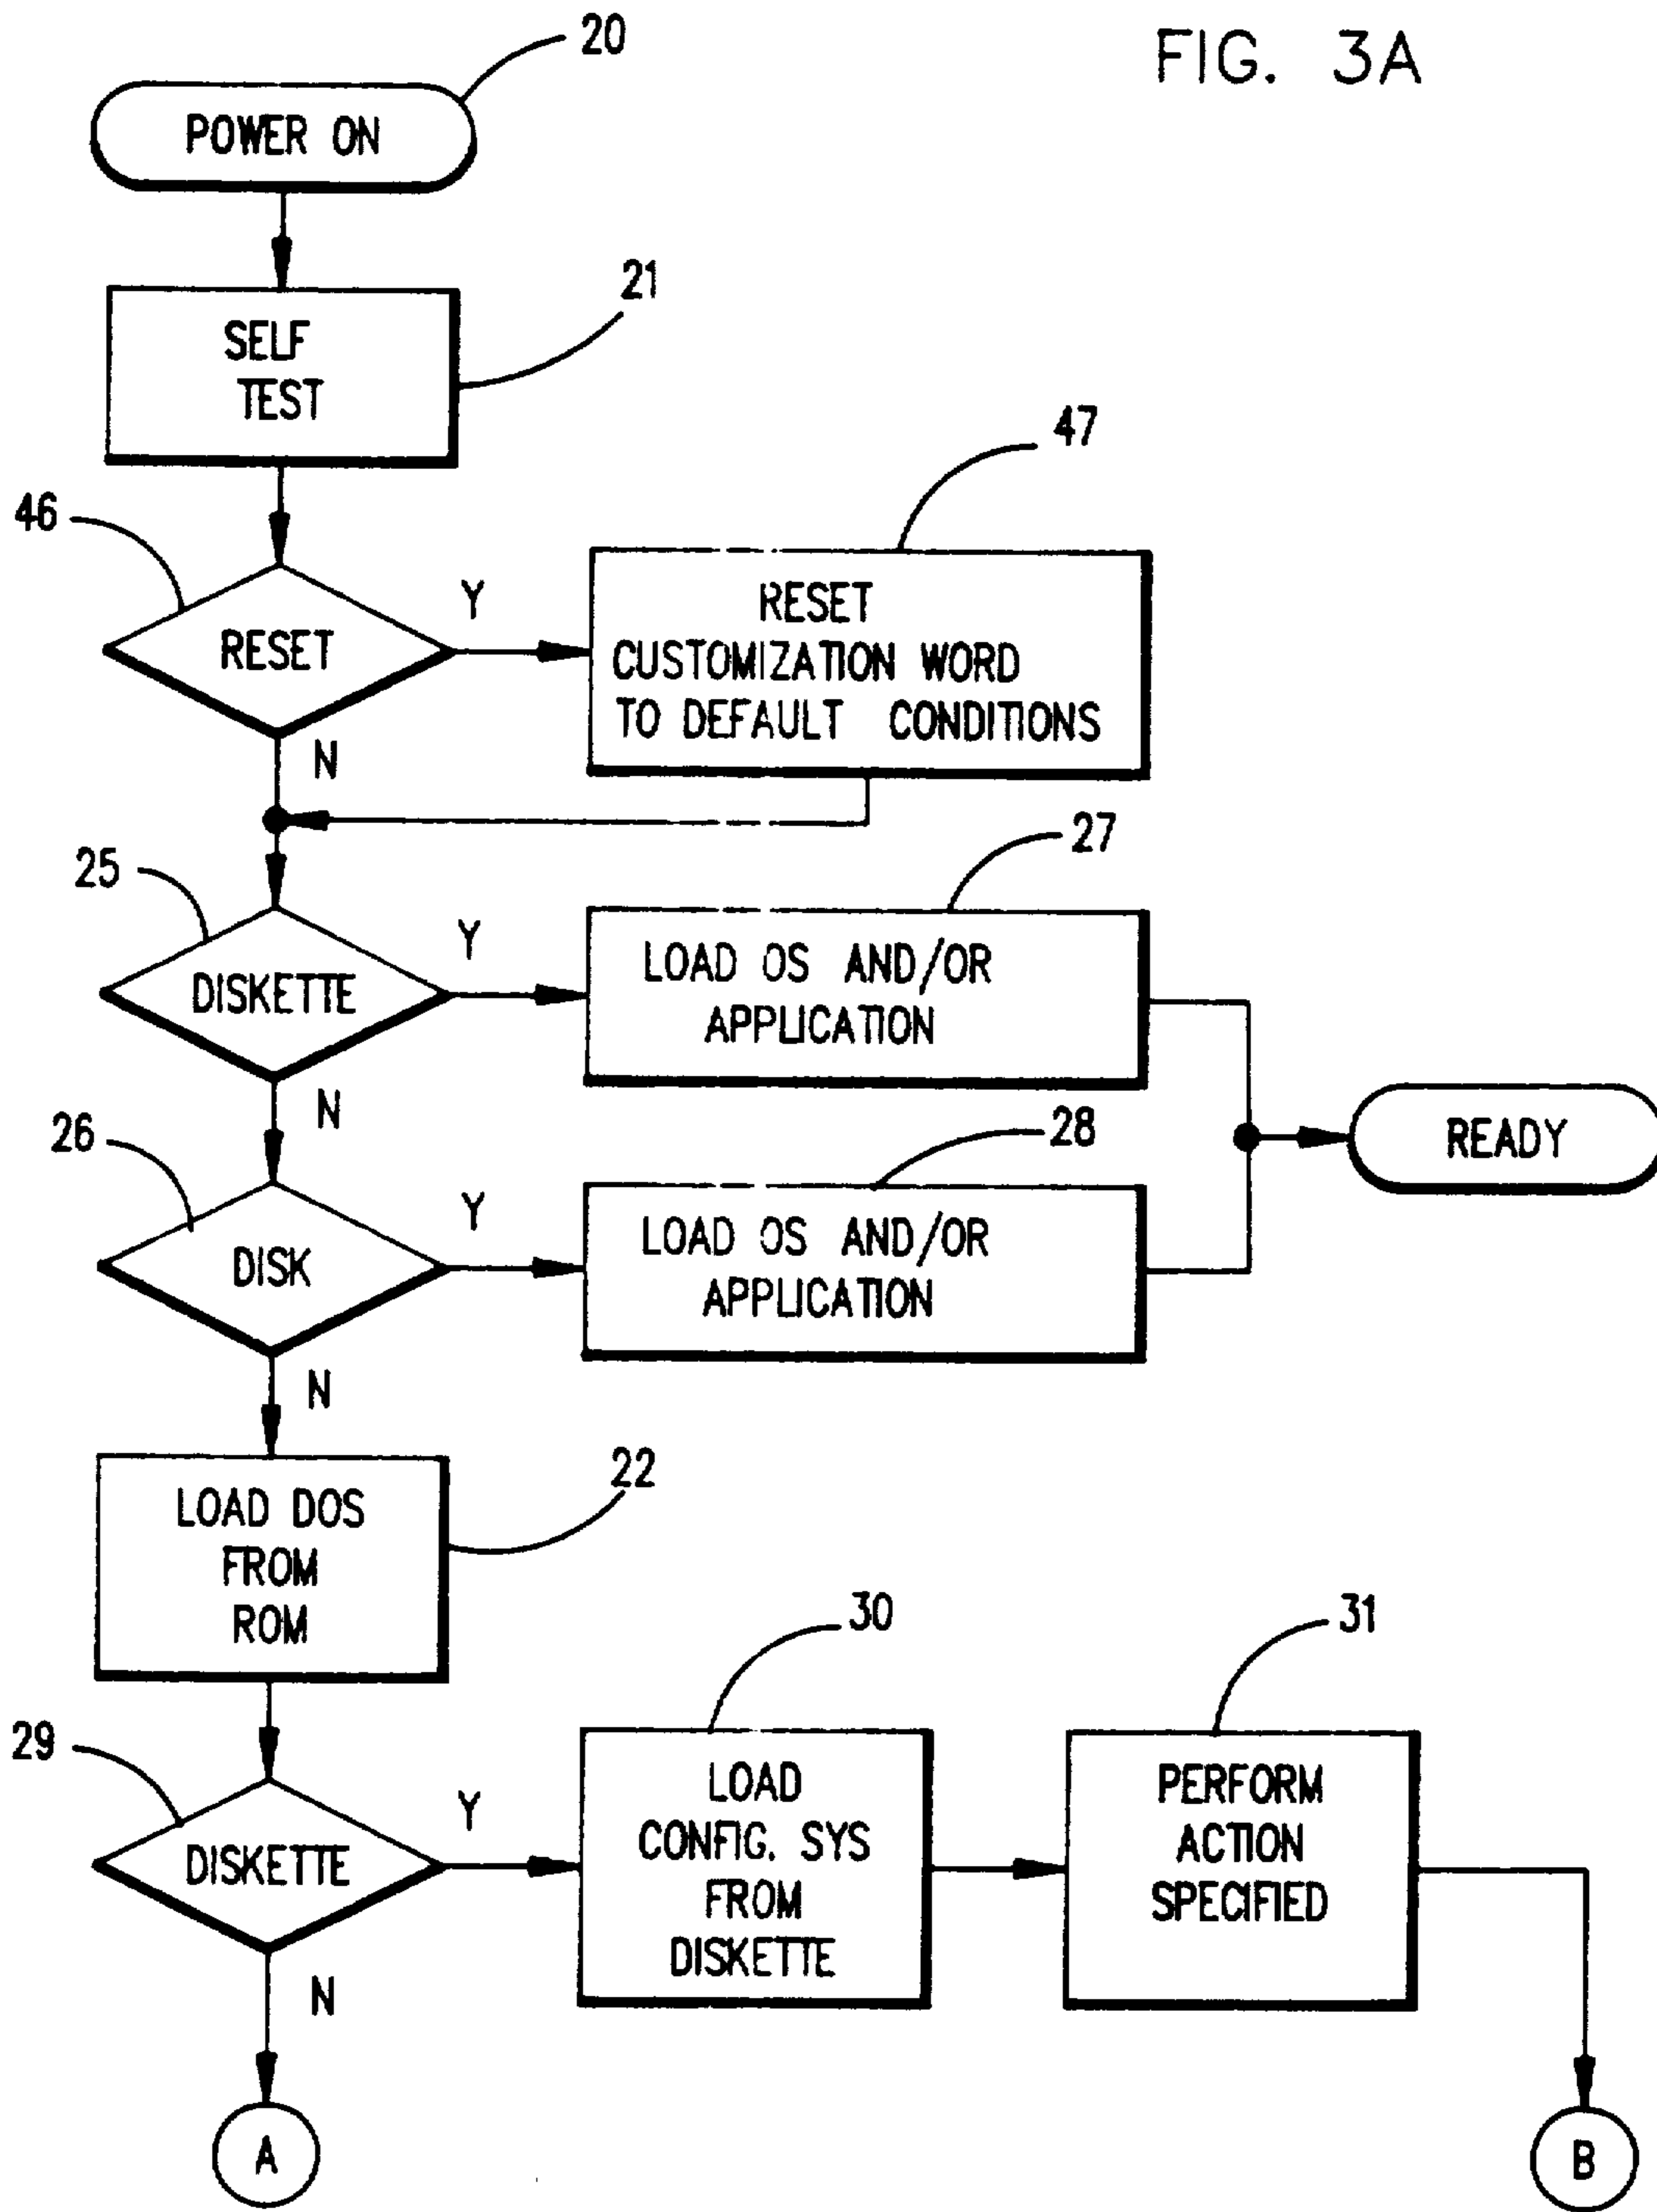 FIG. 3A
20
POWER ON
21
SELF
TEST
47
46
RESET
Y
RESET
CUSTOMIZATION WORD
TO DEFAULT CONDITIONS
N
27
25
DISKETTE
Y
LOAD OS AND/OR
APPLICATION
N
READY
28
26
DISK
Y
LOAD OS AND/OR
APPLICATION
N
22
LOAD DOS
FROM
ROM
30
31
29
DISKETTE
Y
LOAD
CONFIG. SYS
FROM
DISKETTE
PERFORM
ACTION
SPECIFIED
N
A
B